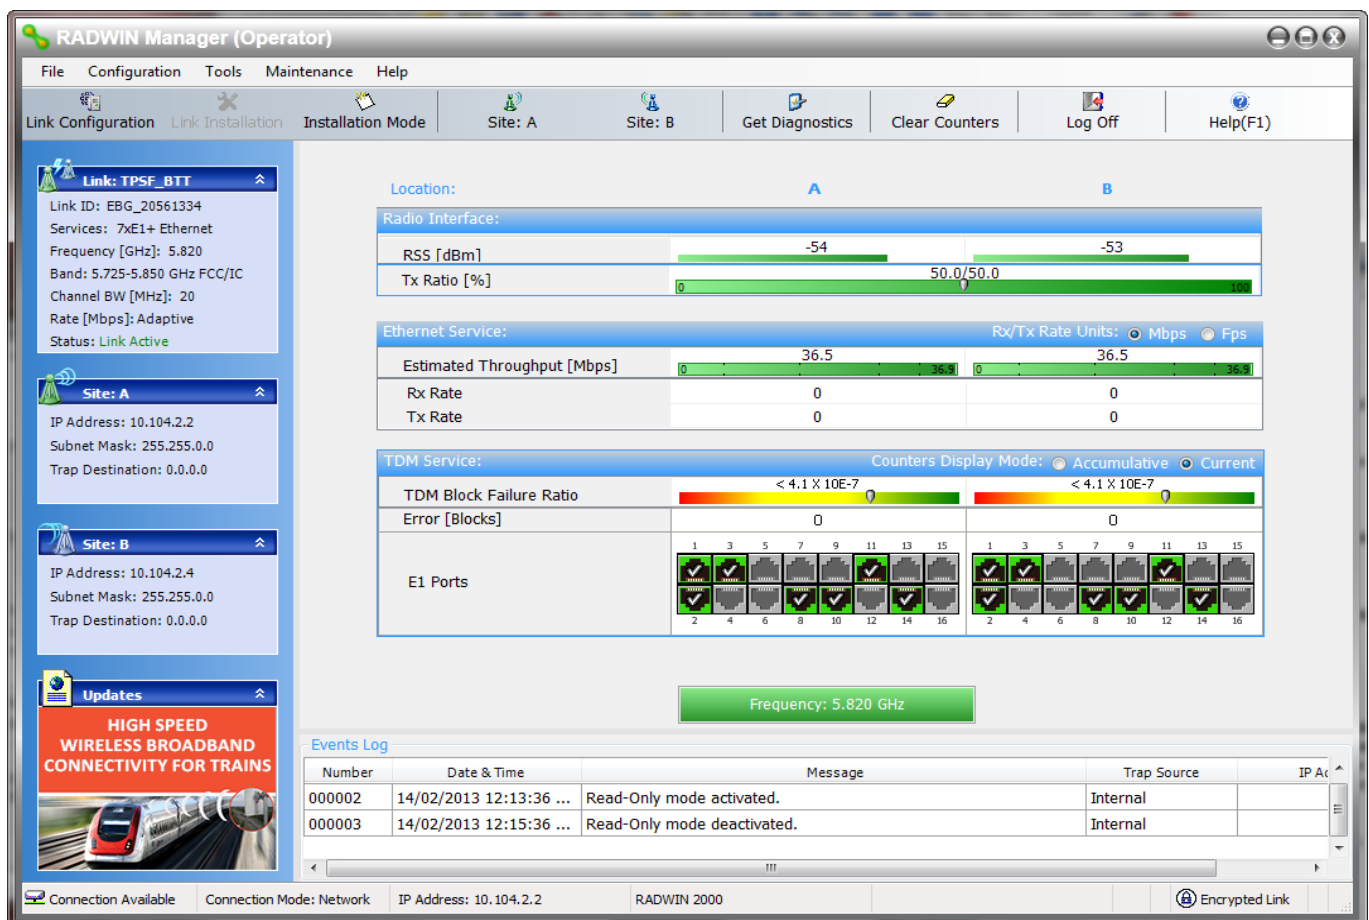 RADWIN Manager (Operator)
File Configuration Tools Maintenance Help
Link Configuration Link Installation Installation Mode Site: A Site: B Get Diagnostics Clear Counters Log Off Help(F1)
Link: TPSF_BTT
Link ID: EBG_20561334
Services: 7xE1+ Ethernet
Frequency [GHz]: 5.820
Band: 5.725-5.850 GHz FCC/IC
Channel BW [MHz]: 20
Rate [Mbps]: Adaptive
Status: Link Active
Site: A
IP Address: 10.104.2.2
Subnet Mask: 255.255.0.0
Trap Destination: 0.0.0.0
Site: B
IP Address: 10.104.2.4
Subnet Mask: 255.255.0.0
Trap Destination: 0.0.0.0
Updates
HIGH SPEED
WIRELESS BROADBAND
CONNECTIVITY FOR TRAINS
Location: A B
Radio Interface:
RSS [dBm] -54 -53
Tx Ratio [%] 50.0/50.0
0 100
Ethernet Service: Rx/Tx Rate Units: Mbps Fps
Estimated Throughput [Mbps] 36.5 36.5
0 36.9 0 36.9
Rx Rate 0 0
Tx Rate 0 0
TDM Service: Counters Display Mode: Accumulative Current
TDM Block Failure Ratio < 4.1 X 10E-7 < 4.1 X 10E-7
Error [Blocks] 0 0
1 3 5 7 9 11 13 15 1 3 5 7 9 11 13 15
E1 Ports
2 4 6 8 10 12 14 16 2 4 6 8 10 12 14 16
Frequency: 5.820 GHz
Events Log
Number Date & Time Message Trap Source IP Ac
000002 14/02/2013 12:13:36 ... Read-Only mode activated. Internal
000003 14/02/2013 12:15:36 ... Read-Only mode deactivated. Internal
Connection Available Connection Mode: Network IP Address: 10.104.2.2 RADWIN 2000 Encrypted Link